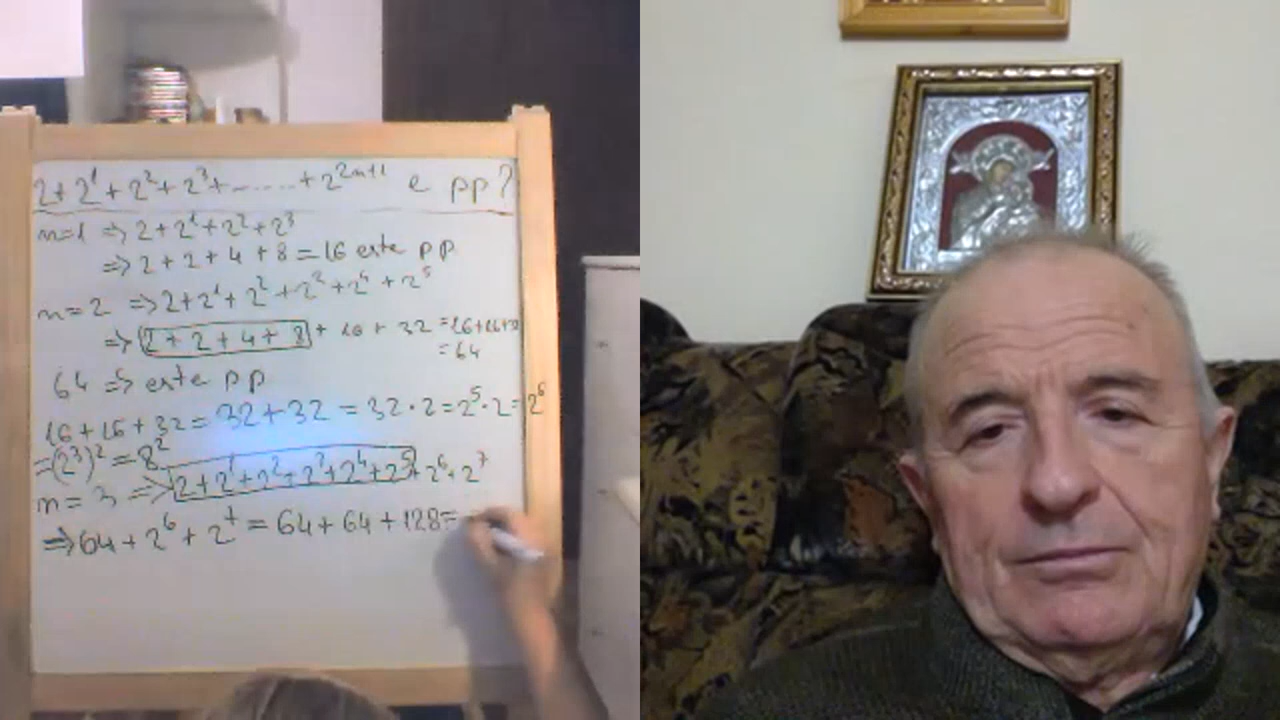 2+2¹+2²+2³+......+2²ⁿ⁺¹ e pp?
n=1 => 2+2¹+2²+2³
=> 2+2+4+8=16 este pp
n=2 => 2+2¹+2²+2³+2⁴+2⁵
=> 2+2+4+8 + 16 + 32 =16+16+32
=64
64 => este pp
16+16+32= 32+32 = 32·2=2⁵·2=2⁶
=(2³)²=8²
n=3 => 2+2¹+2²+2³+2⁴+2⁵+2⁶+2⁷
=>64+2⁶+2⁷=64+64+128=